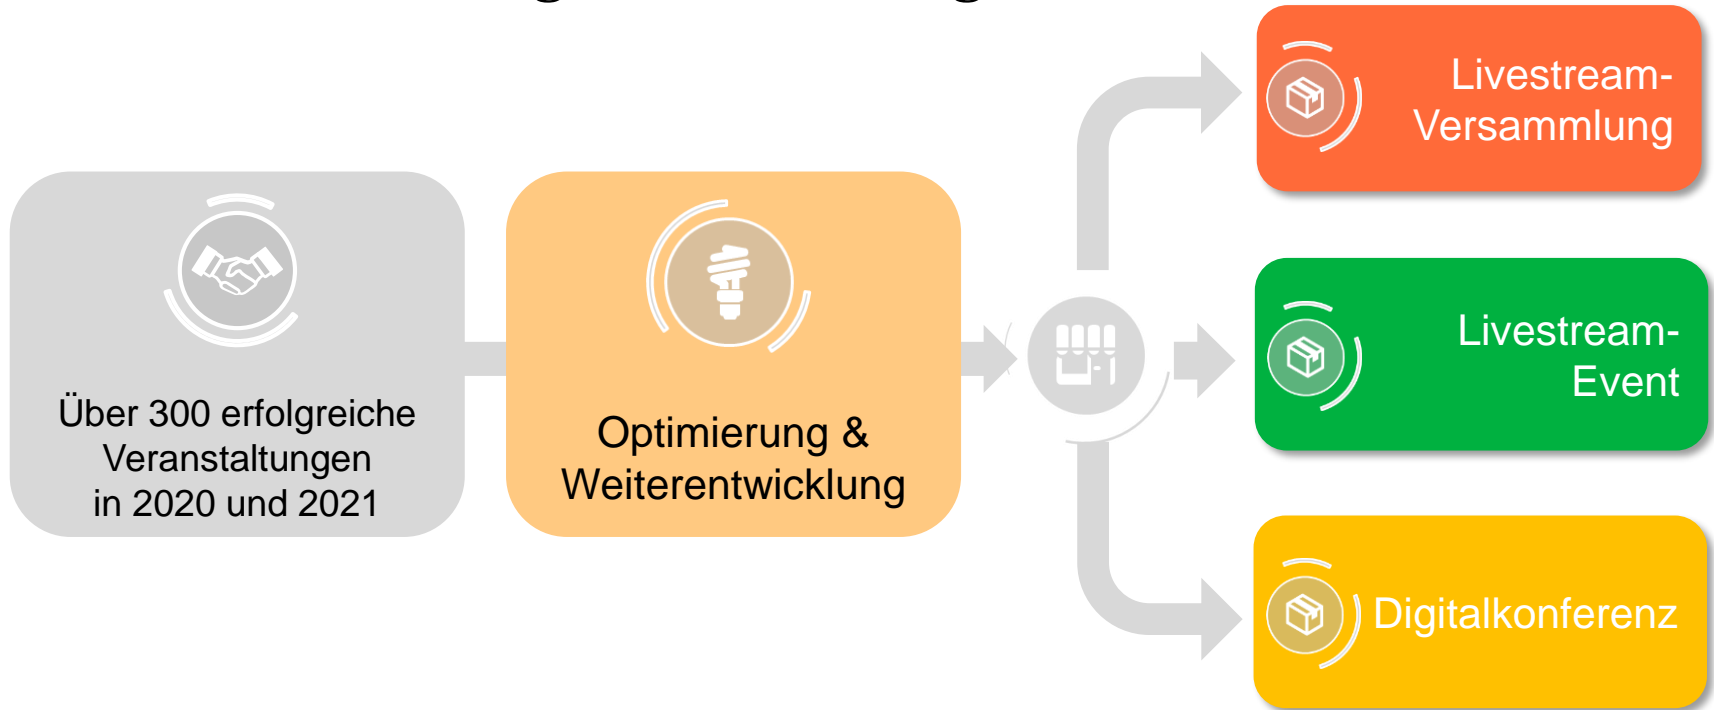 Über 300 erfolgreiche
Veranstaltungen
in 2020 und 2021
Optimierung &
Weiterentwicklung
Livestream-
Versammlung
Livestream-
Event
Digitalkonferenz